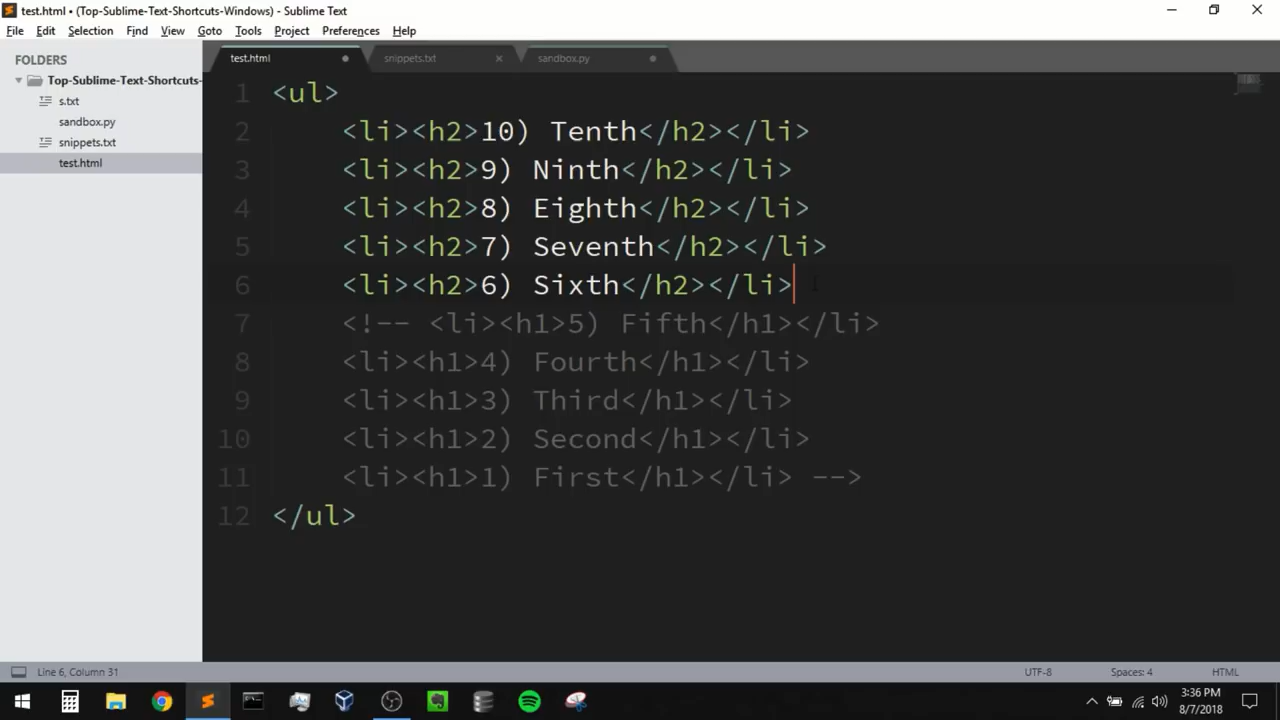 test.html • (Top-Sublime-Text-Shortcuts-Windows) - Sublime Text
File Edit Selection Find View Goto Tools Project Preferences Help
FOLDERS
Top-Sublime-Text-Shortcuts-
s.txt
sandbox.py
snippets.txt
test.html
test.html snippets.txt sandbox.py
1 <ul>
2 <li><h2>10) Tenth</h2></li>
3 <li><h2>9) Ninth</h2></li>
4 <li><h2>8) Eighth</h2></li>
5 <li><h2>7) Seventh</h2></li>
6 <li><h2>6) Sixth</h2></li>
7 <!-- <li><h1>5) Fifth</h1></li>
8 <li><h1>4) Fourth</h1></li>
9 <li><h1>3) Third</h1></li>
10 <li><h1>2) Second</h1></li>
11 <li><h1>1) First</h1></li> -->
12 </ul>
Line 6, Column 31 UTF-8 Spaces: 4 HTML
3:36 PM
8/7/2018